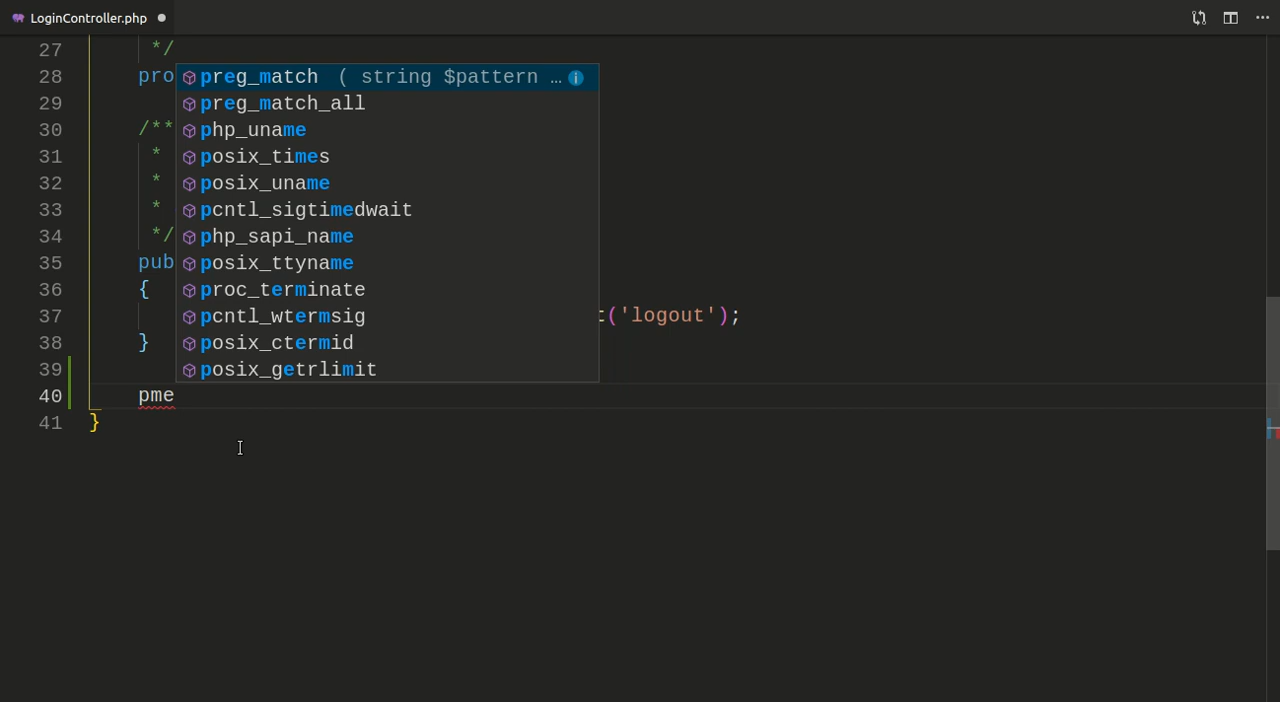 LoginController.php
27 */
28 pro
preg_match ( string $pattern …
29
preg_match_all
30 /**
php_uname
31 *
posix_times
32 *
posix_uname
33 *
pcntl_sigtimedwait
34 */
php_sapi_name
35 pub
posix_ttyname
36 {
proc_terminate
37
pcntl_wtermsig
t('logout');
38 }
posix_ctermid
39
posix_getrlimit
40 pme
41 }